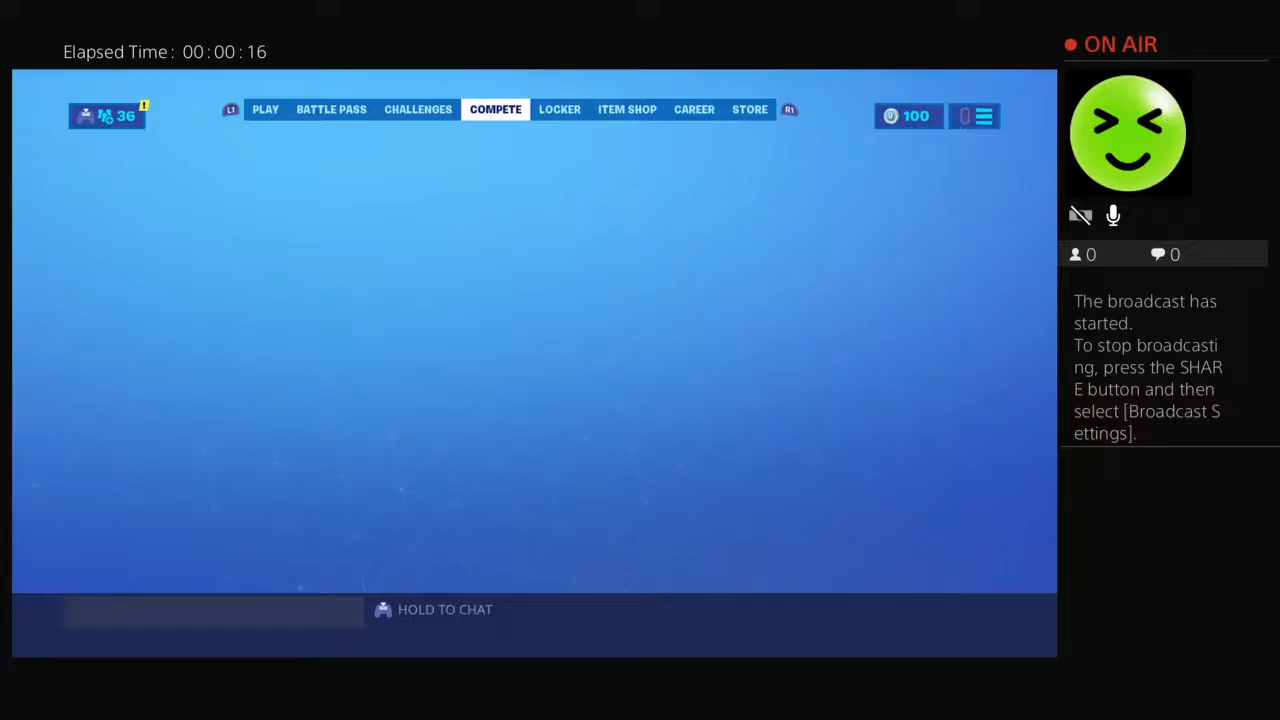 Elapsed Time: 00:00:16
ON AIR
! 36
L1 PLAY BATTLE PASS CHALLENGES COMPETE LOCKER ITEM SHOP CAREER STORE R1
V 100
0 0
The broadcast has
started.
To stop broadcasti
ng, press the SHAR
E button and then
select [Broadcast S
ettings].
HOLD TO CHAT